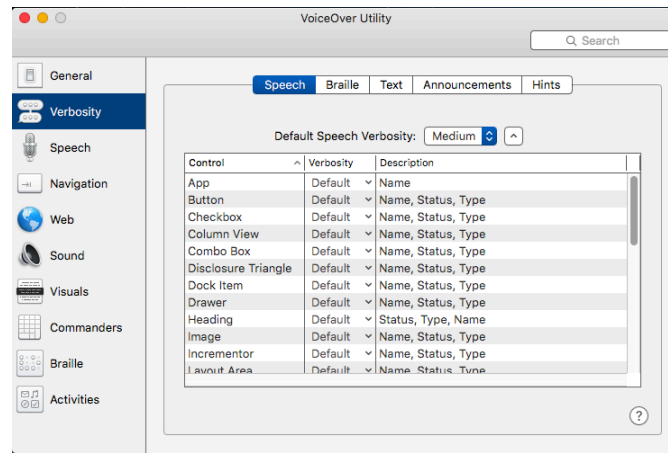 VoiceOver Utility
Search
General
Verbosity
Speech
Navigation
Web
Sound
Visuals
Commanders
Braille
Activities
Speech Braille Text Announcements Hints
Default Speech Verbosity: Medium
Control Verbosity Description
App Default Name
Button Default Name, Status, Type
Checkbox Default Name, Status, Type
Column View Default Name, Status, Type
Combo Box Default Name, Status, Type
Disclosure Triangle Default Name, Status, Type
Dock Item Default Name, Status, Type
Drawer Default Name, Status, Type
Heading Default Status, Type, Name
Image Default Name, Status, Type
Incrementor Default Name, Status, Type
Layout Area Default Name, Status, Type
?